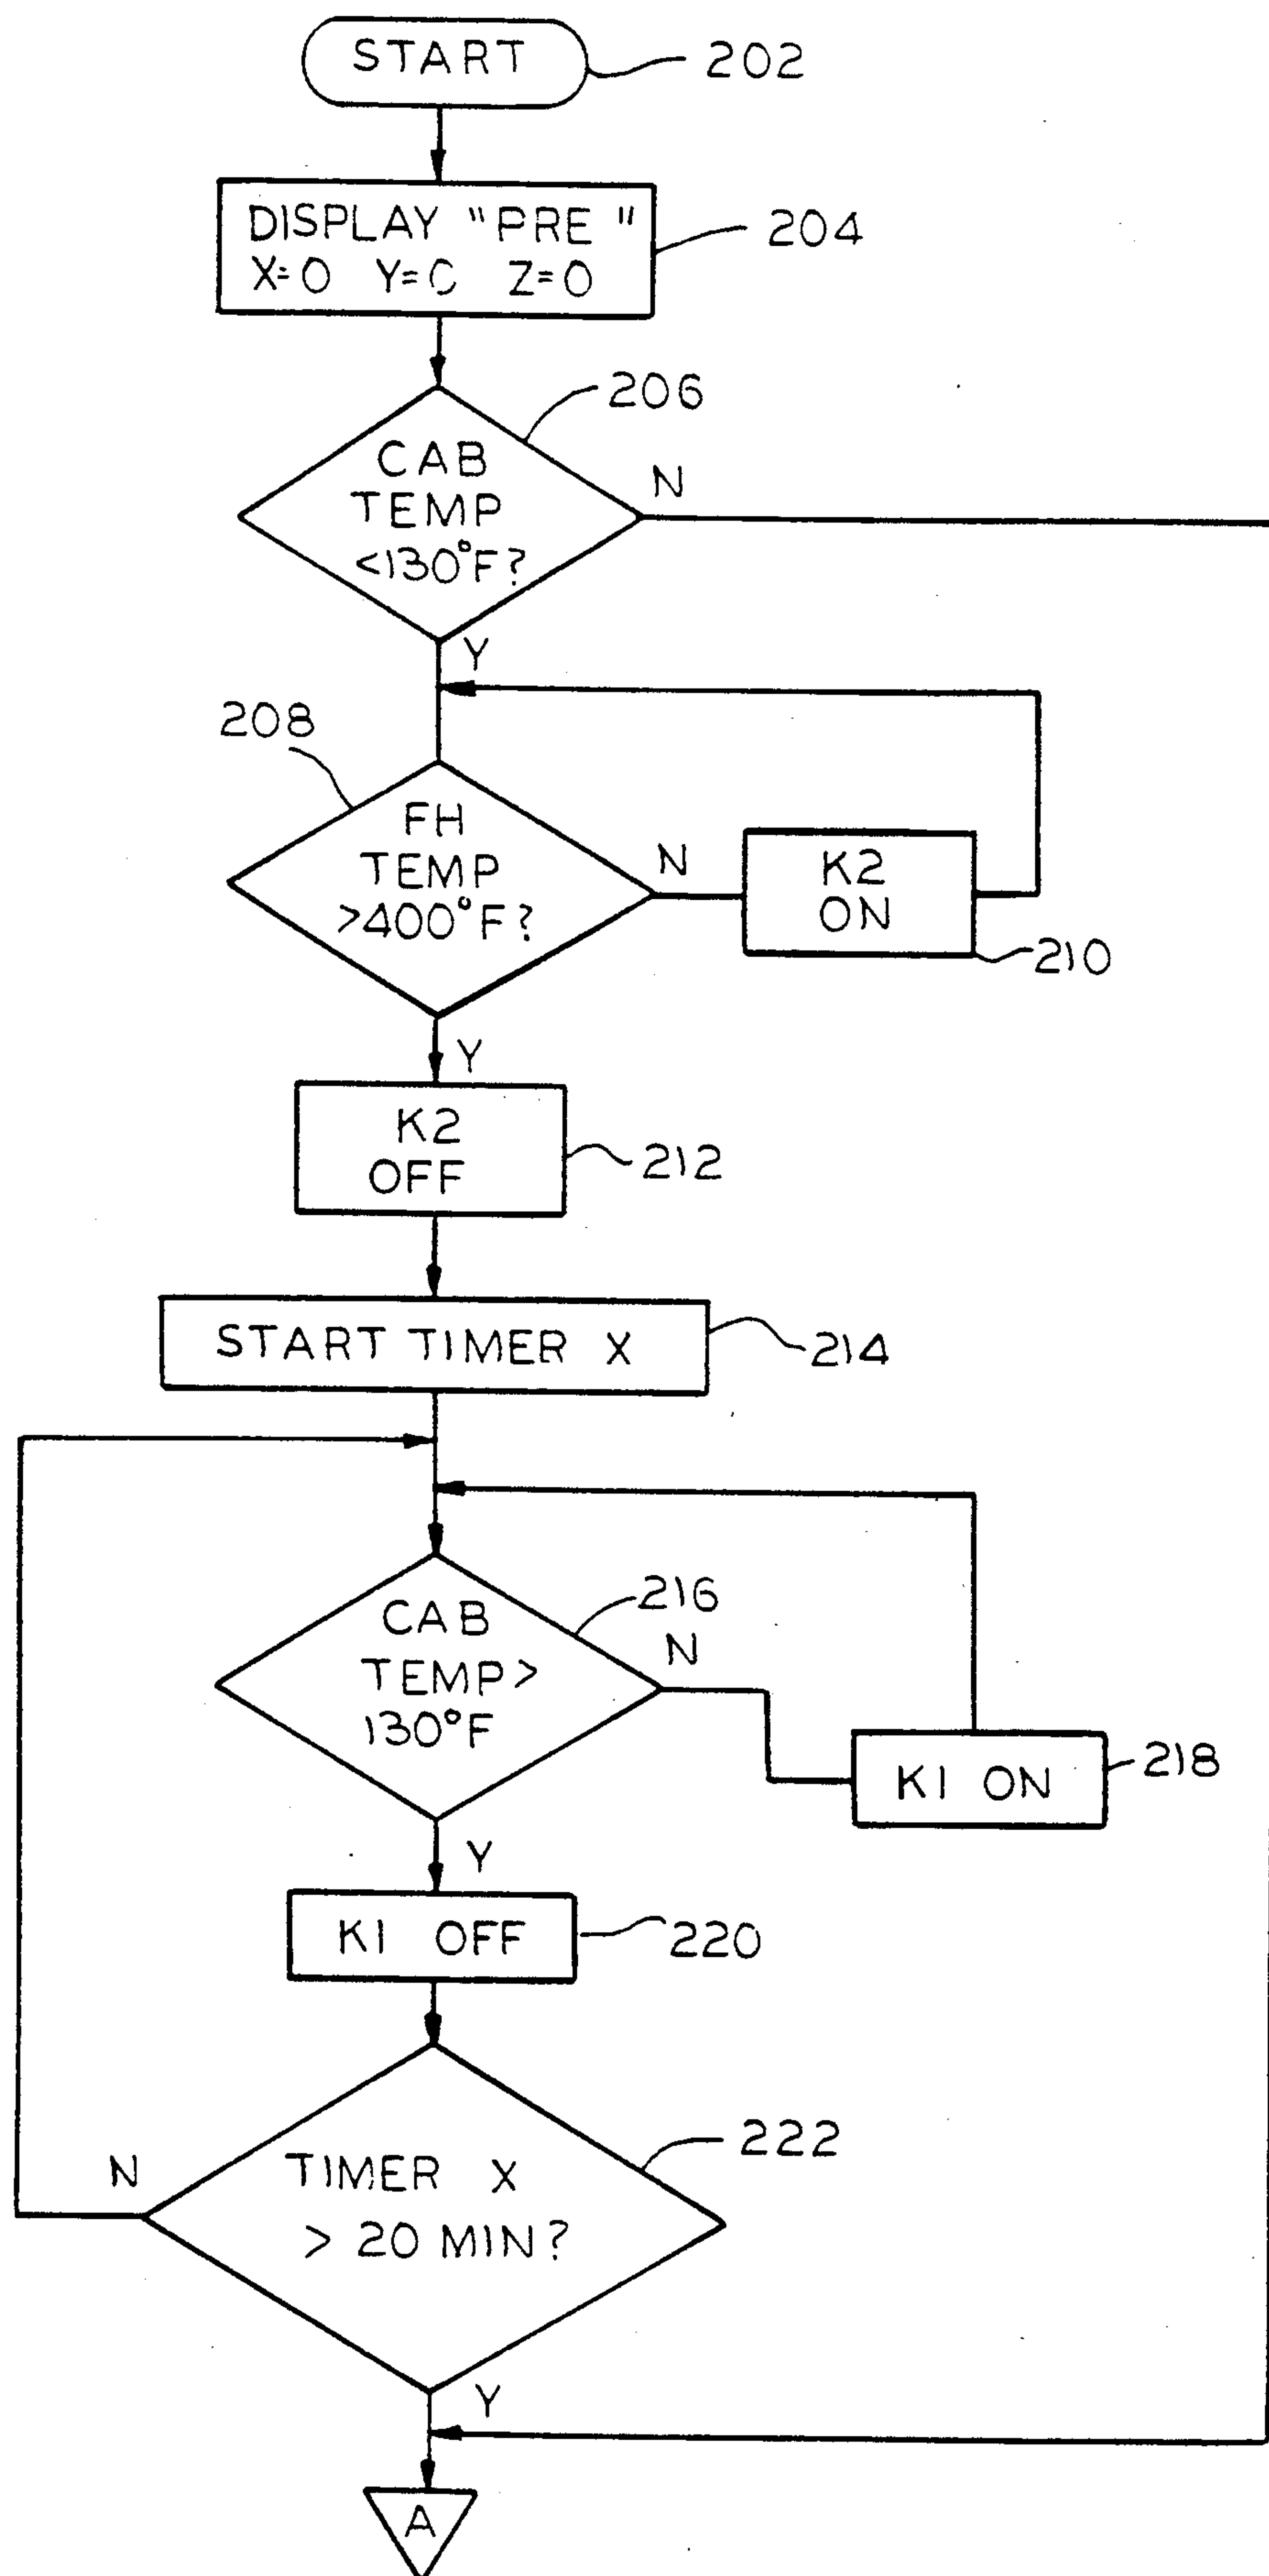 START
202
DISPLAY "PRE"
X=0 Y=0 Z=0
204
206
CAB
TEMP
<130°F?
N
Y
208
FH
TEMP
>400°F?
N
K2
ON
210
Y
K2
OFF
212
START TIMER X
214
216
CAB
TEMP>
130°F
N
K1 ON
218
Y
K1 OFF
220
222
TIMER X
> 20 MIN?
N
Y
A